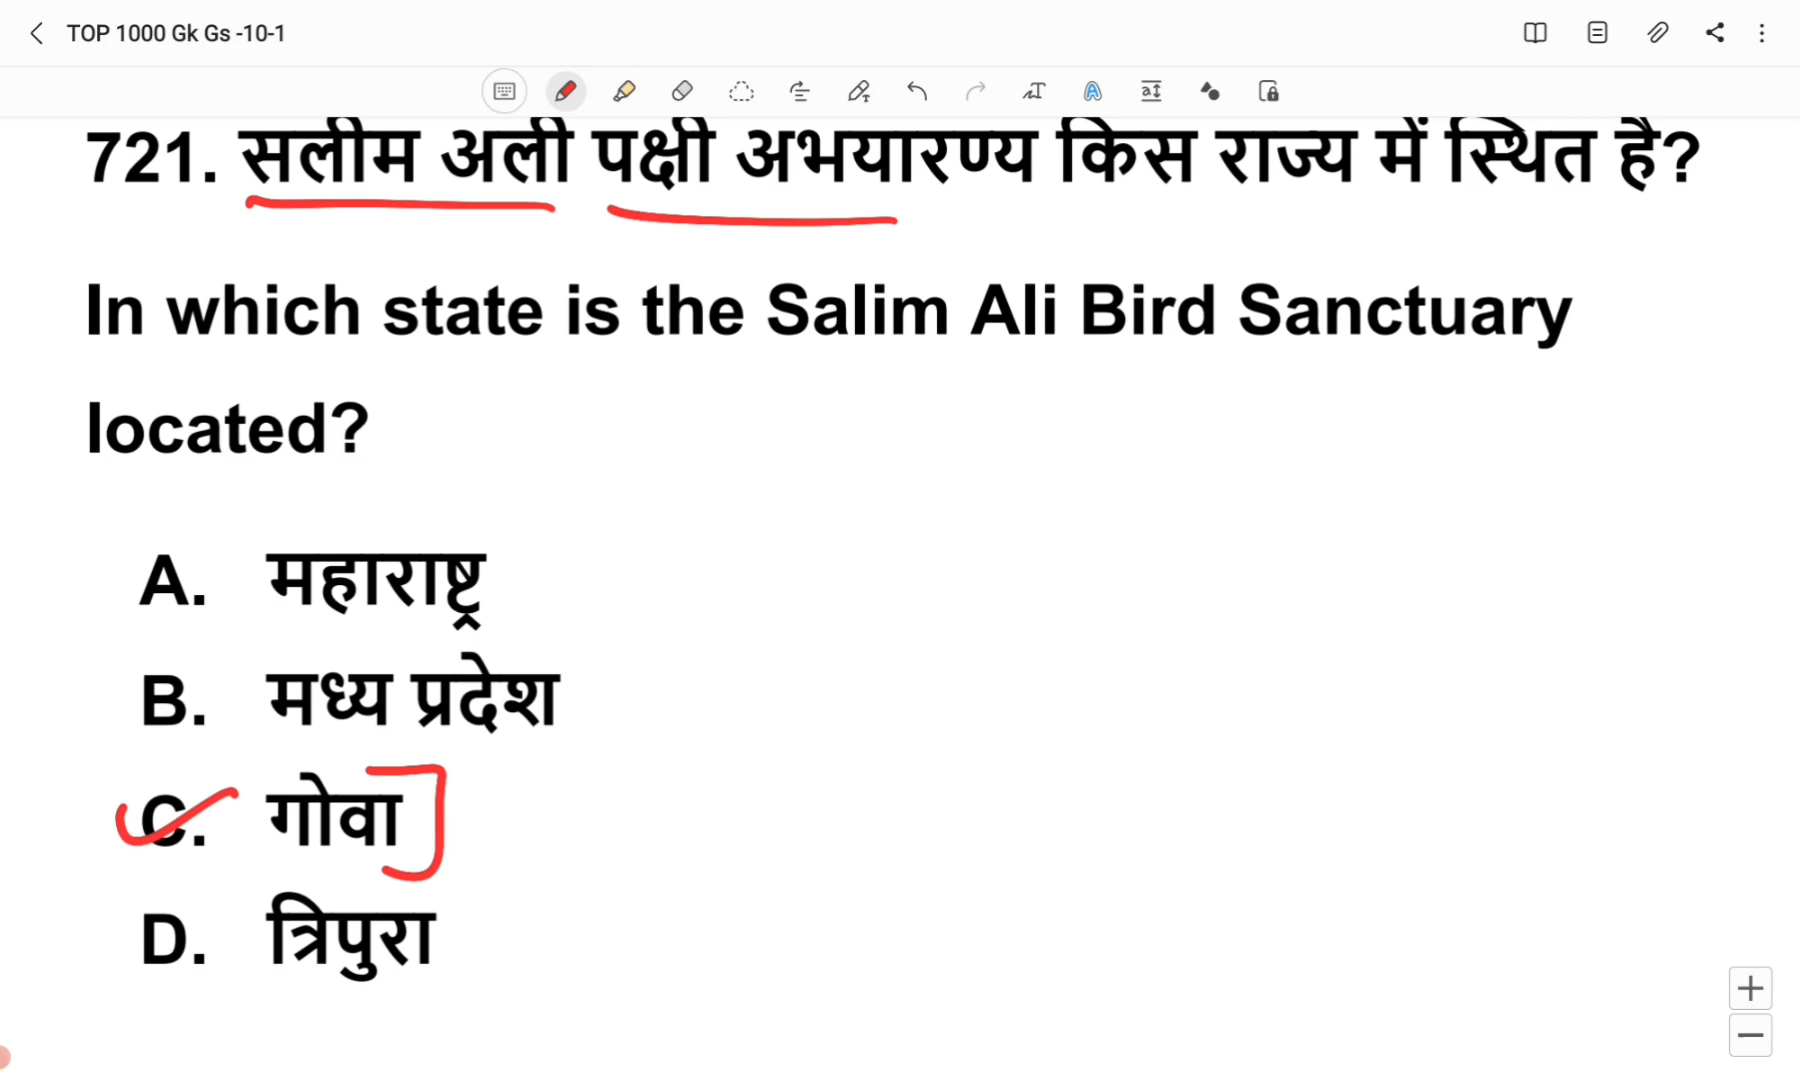 TOP 1000 Gk Gs -10-1
721. सलीम अली पक्षी अभयारण्य किस राज्य में स्थित है?
In which state is the Salim Ali Bird Sanctuary
located?
A. महाराष्ट्र
B. मध्य प्रदेश
C. गोवा
D. त्रिपुरा